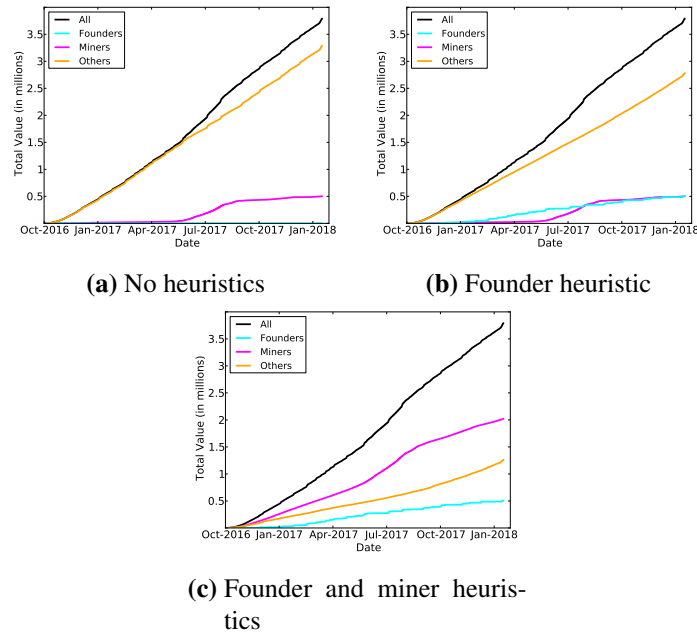 All
Founders
Miners
Others
Total Value (in millions)
3.5
3
2.5
2
1.5
1
0.5
Oct-2016 Jan-2017 Apr-2017 Jul-2017 Oct-2017 Jan-2018
Date
(a) No heuristics
All
Founders
Miners
Others
Total Value (in millions)
3.5
3
2.5
2
1.5
1
0.5
Oct-2016 Jan-2017 Apr-2017 Jul-2017 Oct-2017 Jan-2018
Date
(b) Founder heuristic
All
Founders
Miners
Others
Total Value (in millions)
3.5
3
2.5
2
1.5
1
0.5
Oct-2016 Jan-2017 Apr-2017 Jul-2017 Oct-2017 Jan-2018
Date
(c) Founder and miner heuris-
tics